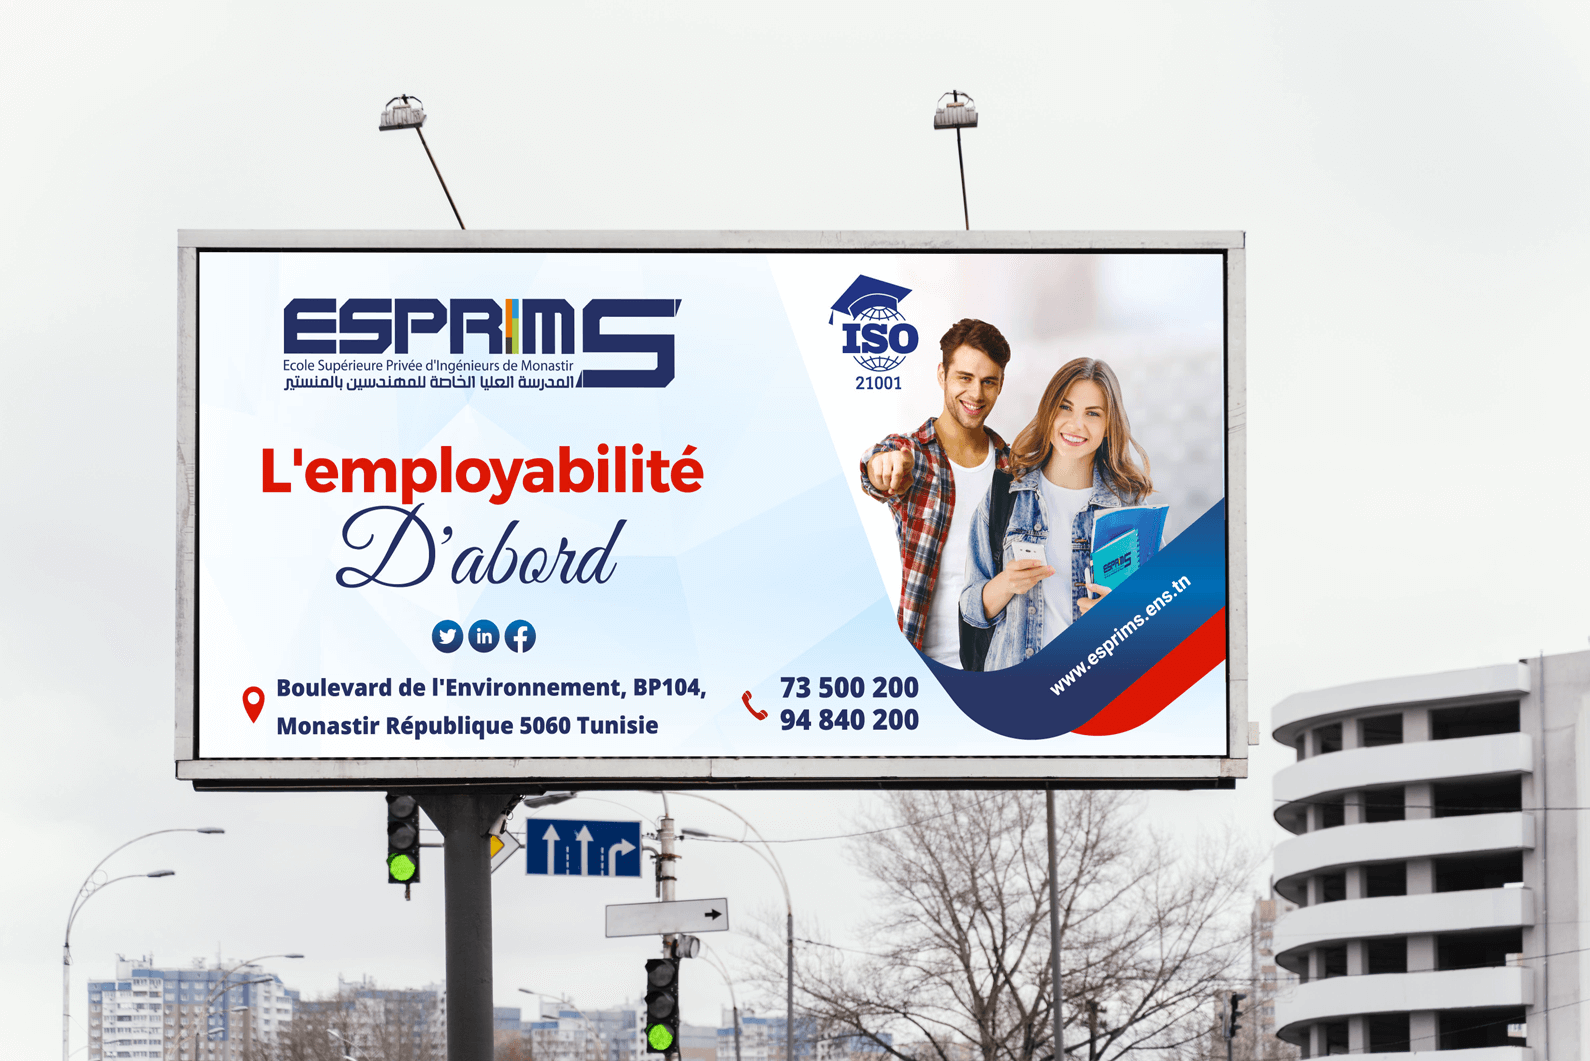 ESPRIMS
Ecole Supérieure Privée d'Ingénieurs de Monastir
المدرسة العليا الخاصة للمهندسين بالمنستير
ISO
21001
L'employabilité
D'abord
ESPRIMS
www.esprims.ens.tn
Boulevard de l'Environnement, BP104,
Monastir République 5060 Tunisie
73 500 200
94 840 200